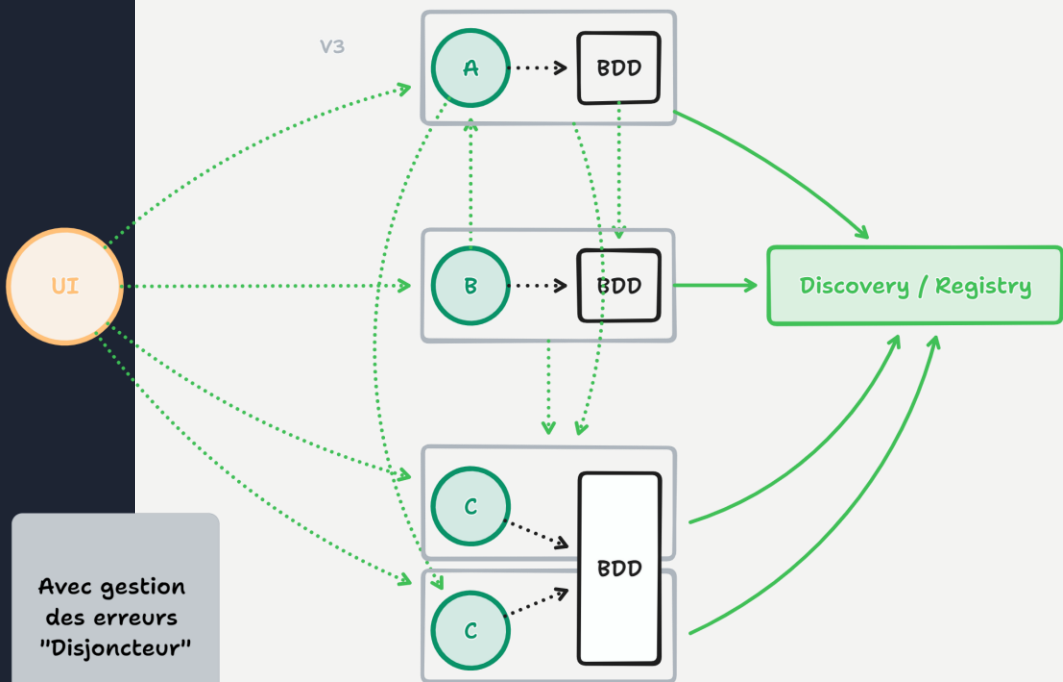 V3
A
BDD
UI
B
BDD
Discovery / Registry
C
BDD
C
Avec gestion
des erreurs
"Disjoncteur"